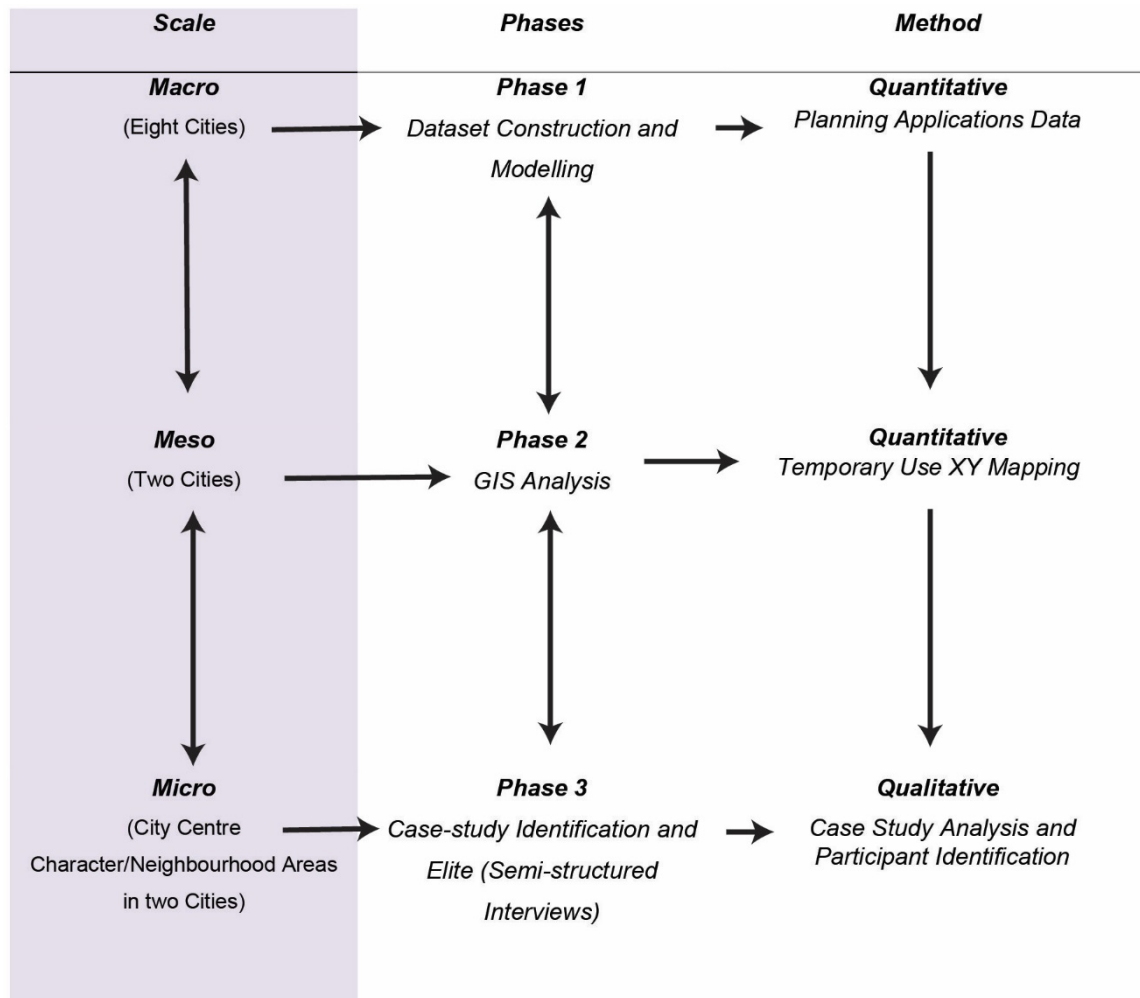 Scale
Phases
Method
Macro
(Eight Cities)
Phase 1
Dataset Construction and
Modelling
Quantitative
Planning Applications Data
Meso
(Two Cities)
Phase 2
GIS Analysis
Quantitative
Temporary Use XY Mapping
Micro
(City Centre
Character/Neighbourhood Areas
in two Cities)
Phase 3
Case-study Identification and
Elite (Semi-structured
Interviews)
Qualitative
Case Study Analysis and
Participant Identification